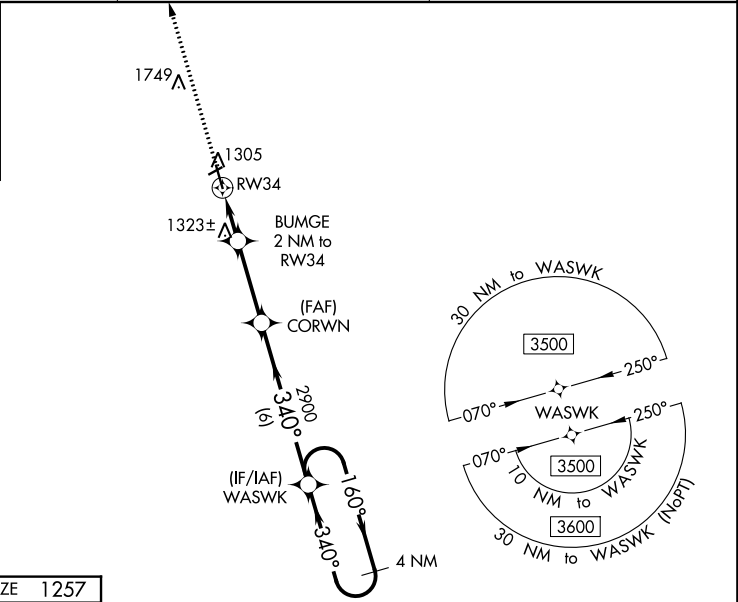 1749
1305
RW34
1323±
BUMGE
2 NM to
RW34
(FAF)
CORWN
2900
340°
(6)
(IF/IAF)
WASWK
160°
340°
4 NM
30 NM to WASWK
3500
250°
070°
WASWK
250°
070°
3500
10 NM to WASWK
3600
30 NM to WASWK (NoPT)
ZE 1257